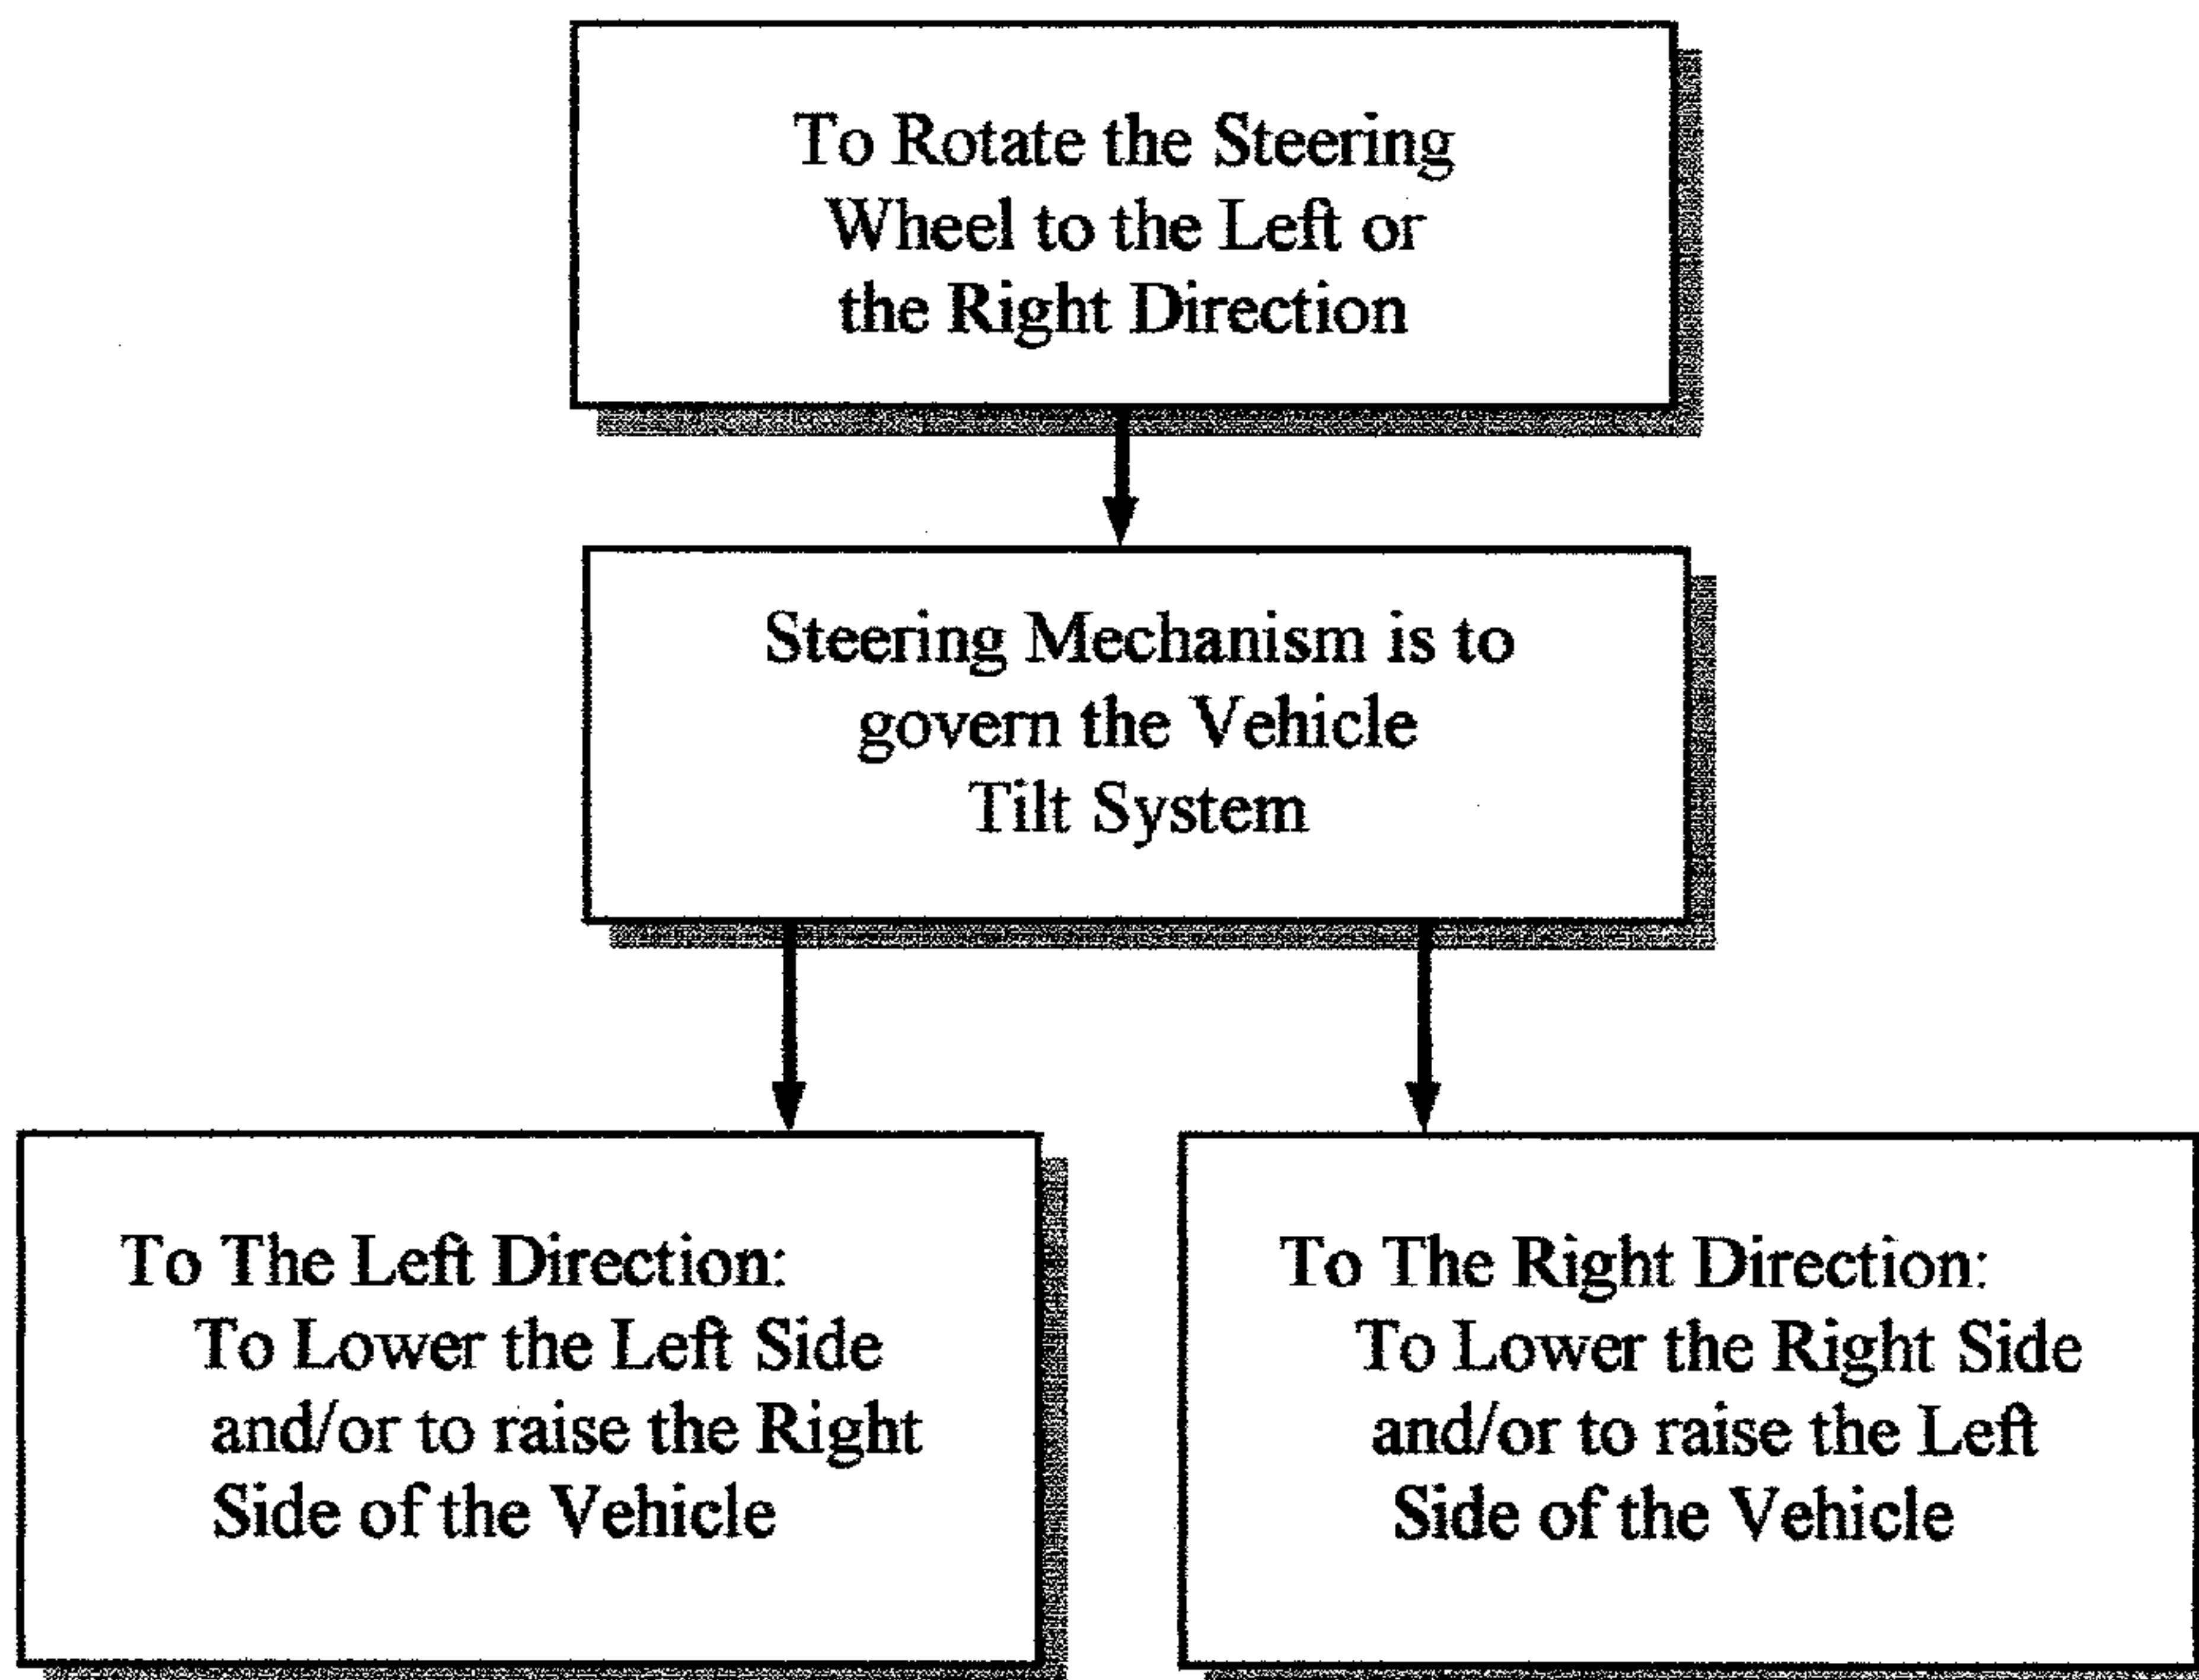 To Rotate the Steering
Wheel to the Left or
the Right Direction
Steering Mechanism is to
govern the Vehicle
Tilt System
To The Left Direction:
To Lower the Left Side
and/or to raise the Right
Side of the Vehicle
To The Right Direction:
To Lower the Right Side
and/or to raise the Left
Side of the Vehicle